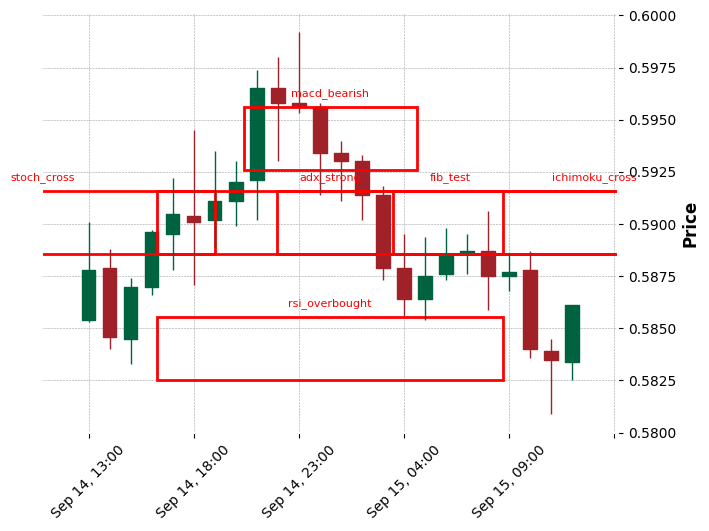 0.6000
0.5975
macd_bearish
0.5950
stoch_cross
adx_strong
fib_test
ichimoku_cross
0.5925
0.5900
Price
0.5875
rsi_overbought
0.5850
0.5825
0.5800
Sep 14, 13:00
Sep 14, 18:00
Sep 14, 23:00
Sep 15, 04:00
Sep 15, 09:00